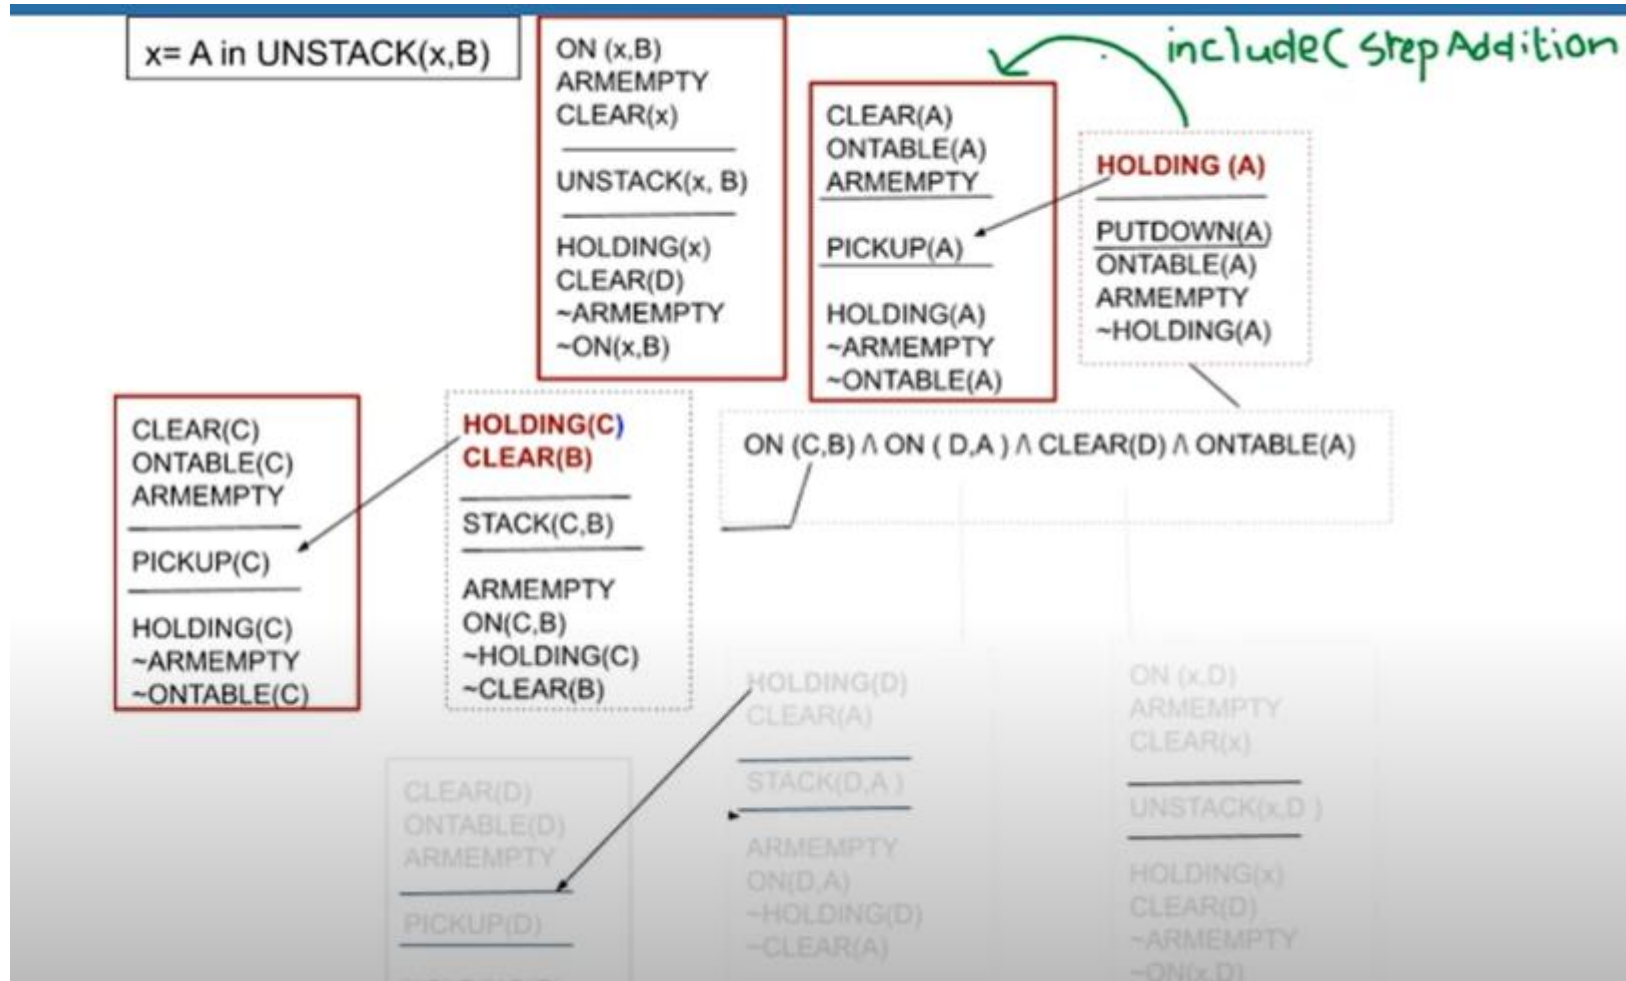 x= A in UNSTACK(x,B)
ON (x,B)
ARMEMPTY
CLEAR(x)
UNSTACK(x, B)
HOLDING(x)
CLEAR(D)
~ARMEMPTY
~ON(x,B)
include( Step Addition
CLEAR(A)
ONTABLE(A)
ARMEMPTY
PICKUP(A)
HOLDING(A)
~ARMEMPTY
~ONTABLE(A)
HOLDING (A)
PUTDOWN(A)
ONTABLE(A)
ARMEMPTY
~HOLDING(A)
CLEAR(C)
ONTABLE(C)
ARMEMPTY
PICKUP(C)
HOLDING(C)
~ARMEMPTY
~ONTABLE(C)
HOLDING(C)
CLEAR(B)
STACK(C,B)
ARMEMPTY
ON(C,B)
~HOLDING(C)
~CLEAR(B)
ON (C,B) Λ ON ( D,A ) Λ CLEAR(D) Λ ONTABLE(A)
CLEAR(D)
ONTABLE(D)
ARMEMPTY
PICKUP(D)
HOLDING(D)
CLEAR(A)
STACK(D,A )
ARMEMPTY
ON(D,A)
~HOLDING(D)
~CLEAR(A)
ON (x,D)
ARMEMPTY
CLEAR(x)
UNSTACK(x,D )
HOLDING(x)
CLEAR(D)
~ARMEMPTY
~ON(x,D)